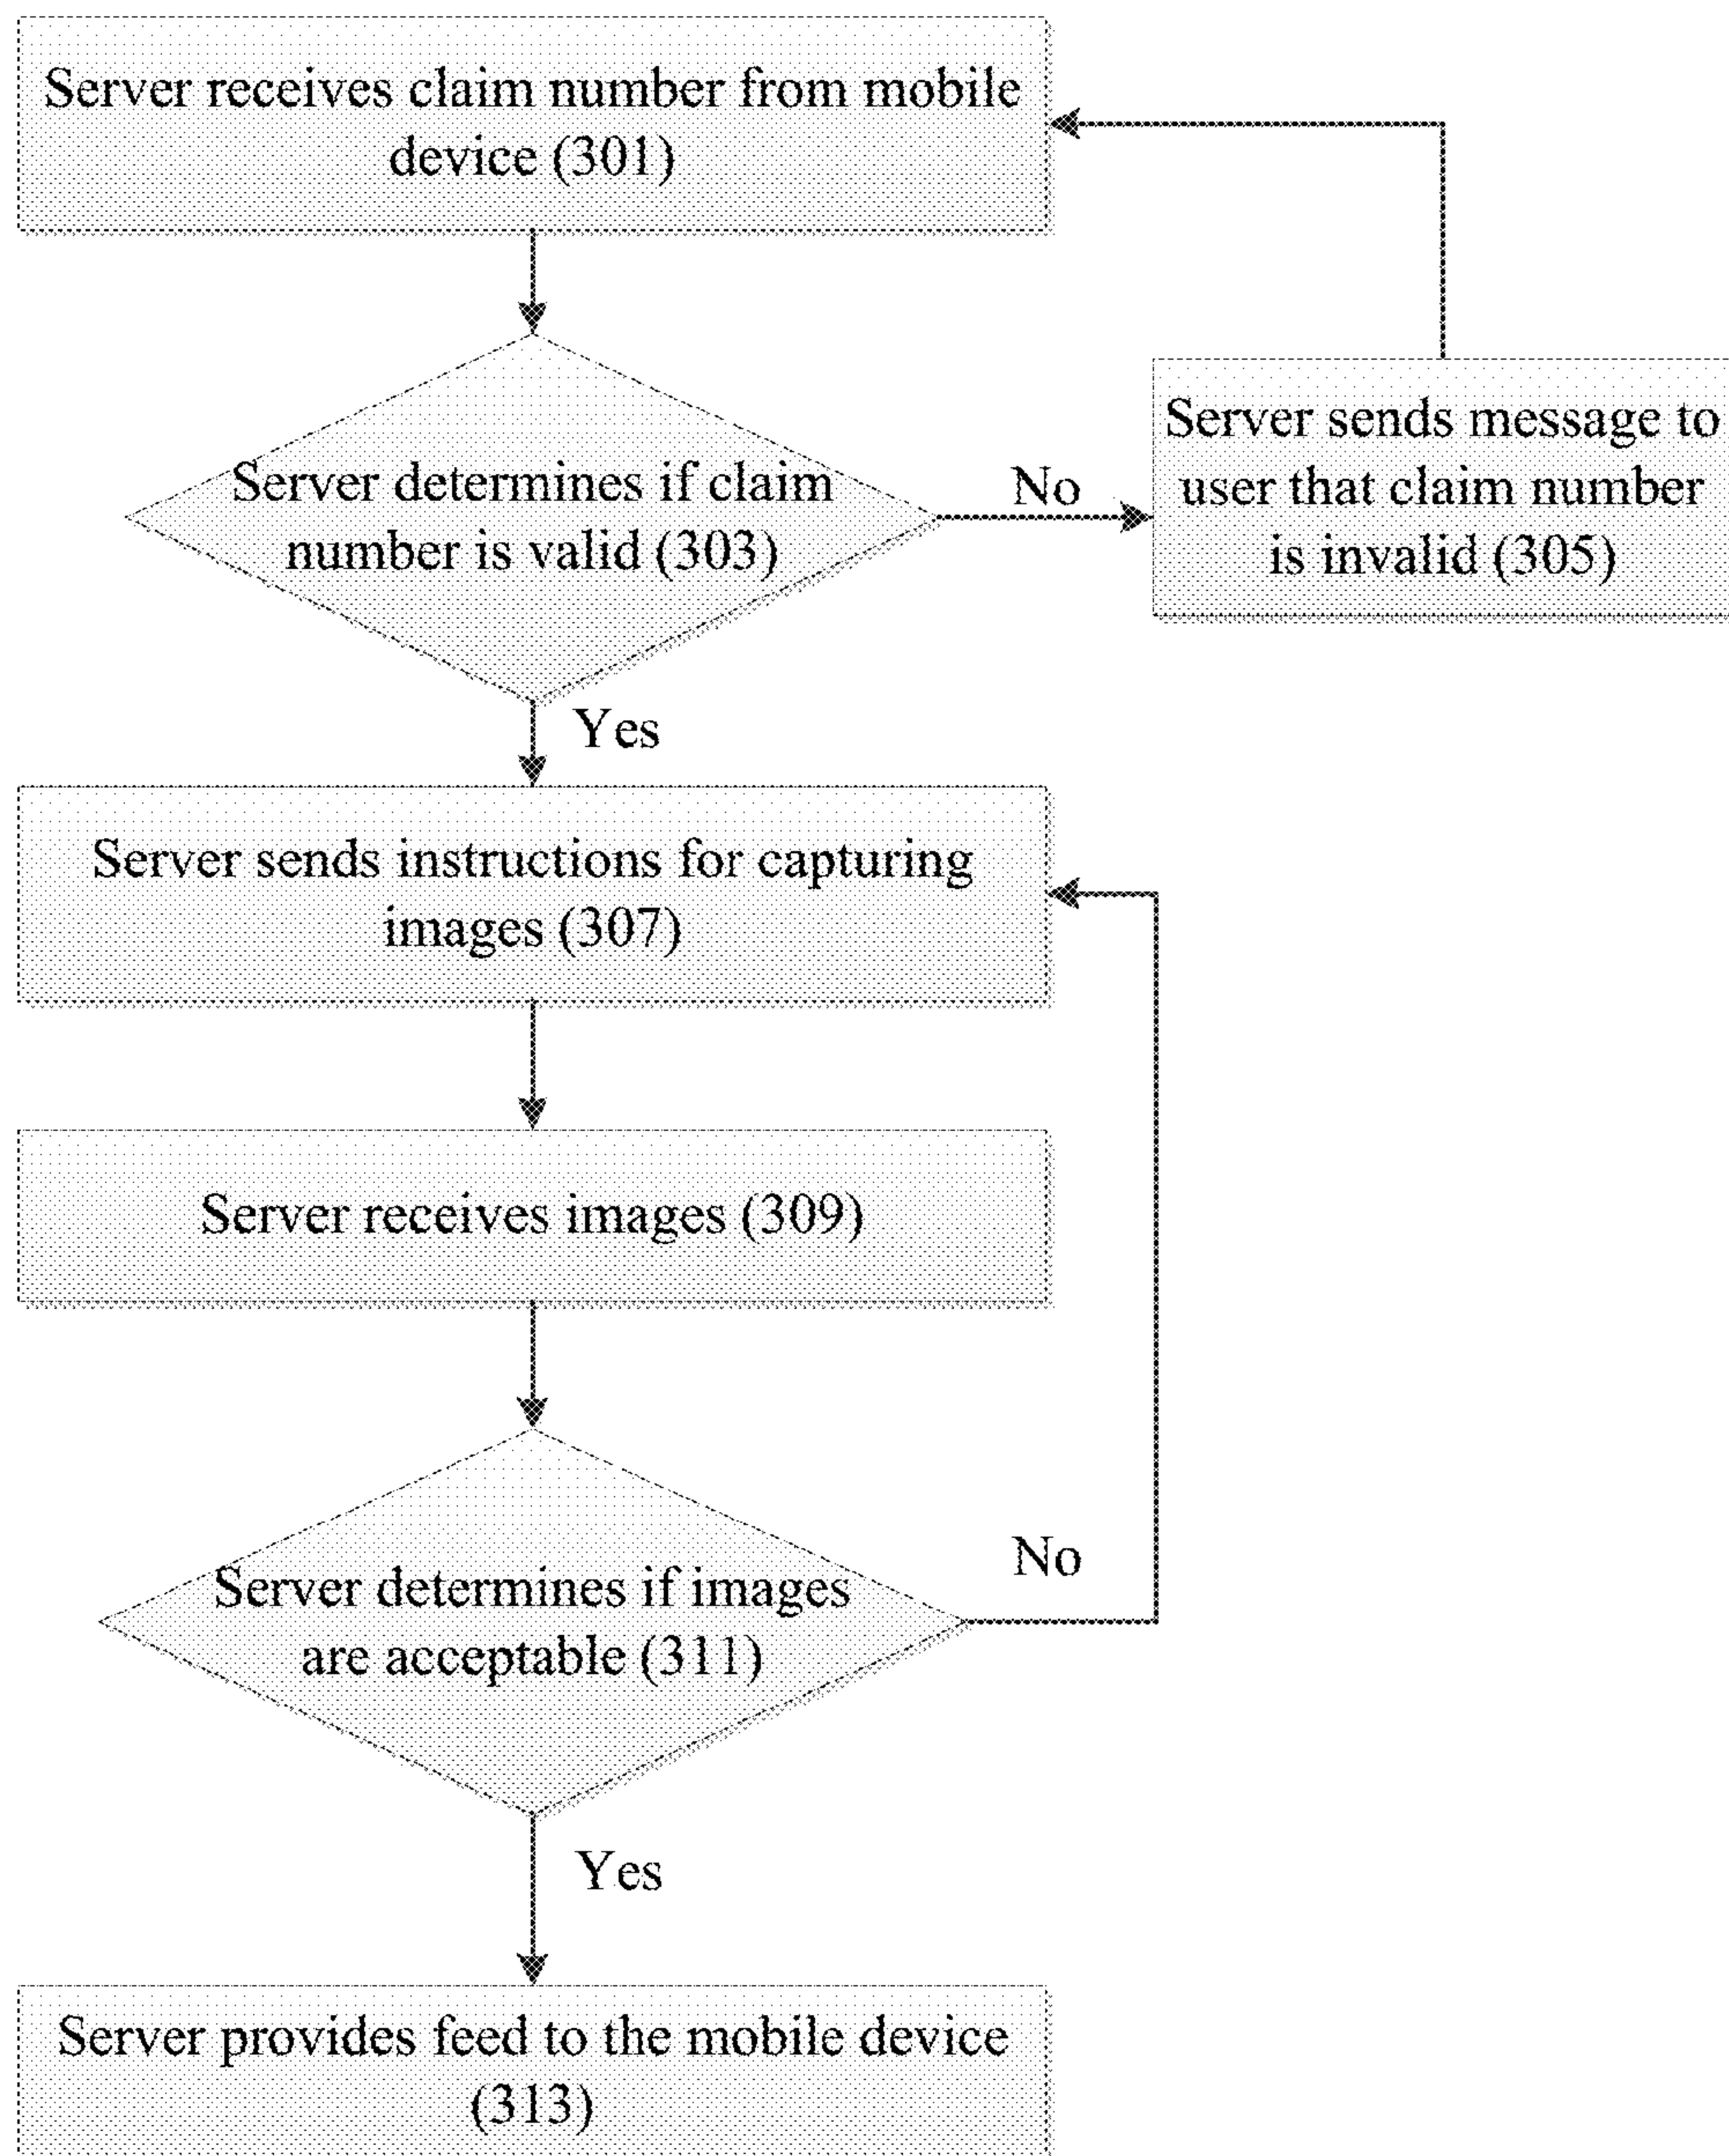 Server receives claim number from mobile
device (301)
Server determines if claim
number is valid (303)
No
Server sends message to
user that claim number
is invalid (305)
Yes
Server sends instructions for capturing
images (307)
Server receives images (309)
Server determines if images
are acceptable (311)
No
Yes
Server provides feed to the mobile device
(313)